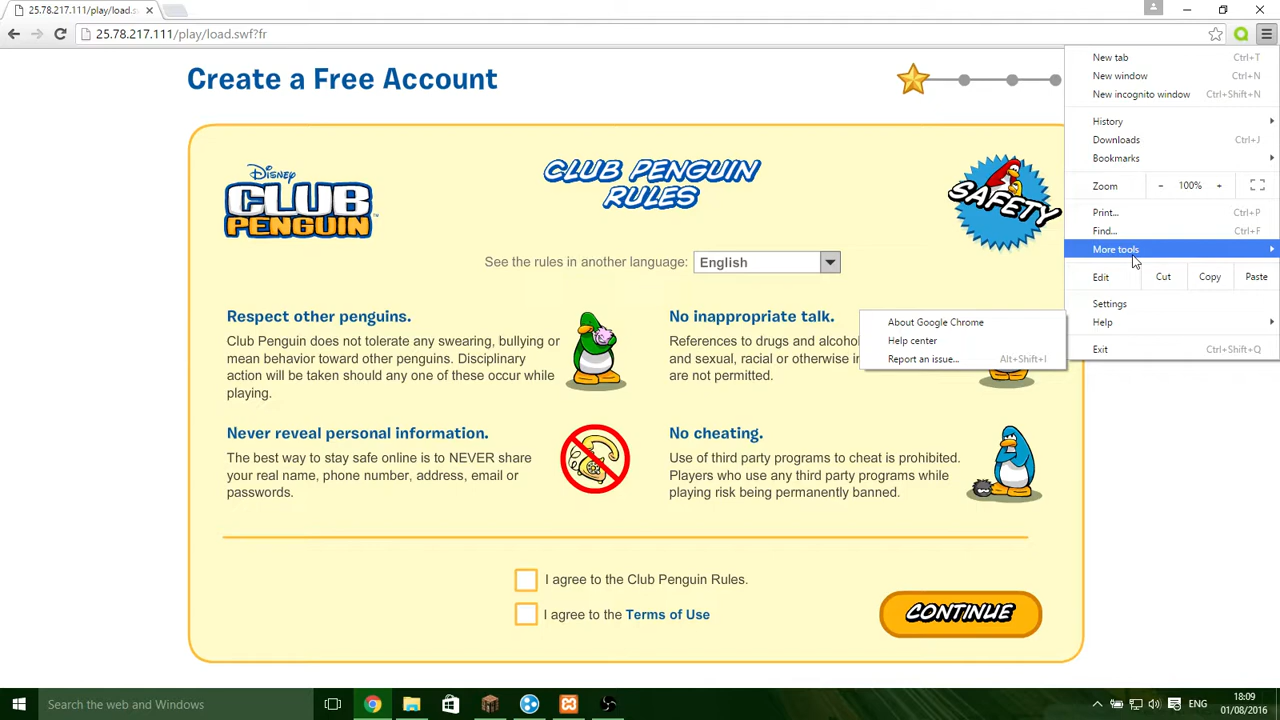 25.78.217.111/play/load.s
25.78.217.111/play/load.swf?fr
Create a Free Account
Disney
CLUB
PENGUIN
CLUB PENGUIN
RULES
SAFETY
See the rules in another language:
English
Respect other penguins.
Club Penguin does not tolerate any swearing, bullying or
mean behavior toward other penguins. Disciplinary
action will be taken should any one of these occur while
playing.
No inappropriate talk.
References to drugs and alcoho
and sexual, racial or otherwise i
are not permitted.
Never reveal personal information.
The best way to stay safe online is to NEVER share
your real name, phone number, address, email or
passwords.
No cheating.
Use of third party programs to cheat is prohibited.
Players who use any third party programs while
playing risk being permanently banned.
I agree to the Club Penguin Rules.
I agree to the Terms of Use
CONTINUE
New tab Ctrl+T
New window Ctrl+N
New incognito window Ctrl+Shift+N
History
Downloads Ctrl+J
Bookmarks
Zoom - 100% +
Print... Ctrl+P
Find... Ctrl+F
More tools
Edit Cut Copy Paste
Settings
Help
Exit Ctrl+Shift+Q
About Google Chrome
Help center
Report an issue... Alt+Shift+I
Search the web and Windows
ENG
18:09
01/08/2016